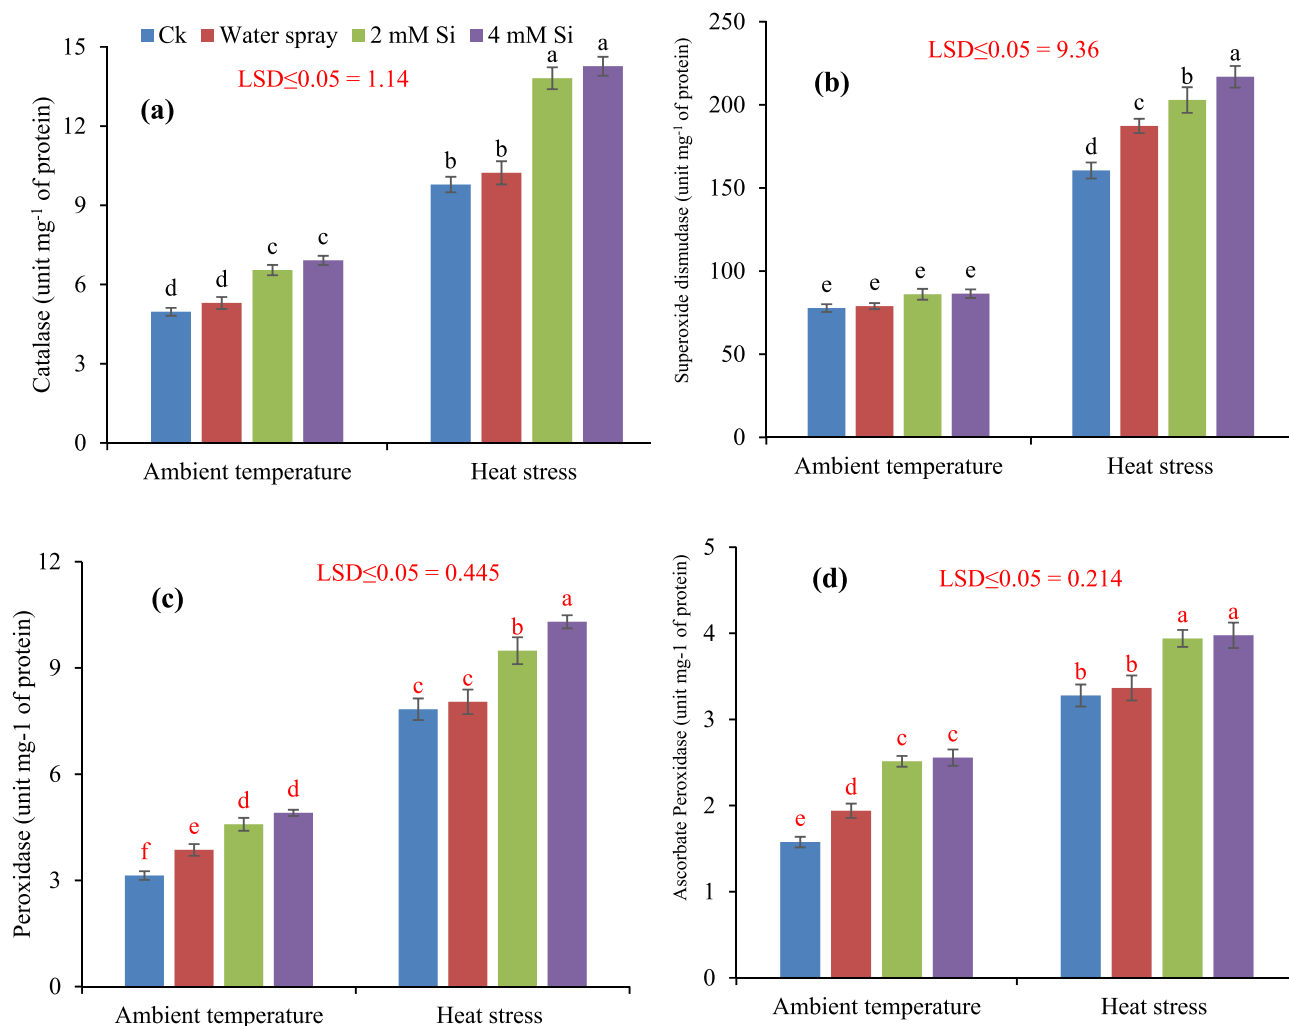 Ck Water spray 2 mM Si 4 mM Si
LSD≤0.05 = 1.14
(a)
Catalase (unit mg-1 of protein)
15
12
9
6
3
0
d d c c b b a a
Ambient temperature Heat stress
LSD≤0.05 = 9.36
(b)
Superoxide dismudase (unit mg-1 of protein)
250
200
150
100
50
0
e e e e d c b a
Ambient temperature Heat stress
LSD≤0.05 = 0.445
(c)
Peroxidase (unit mg-1 of protein)
12
9
6
3
0
f e d d c c b a
Ambient temperature Heat stress
LSD≤0.05 = 0.214
(d)
Ascorbate Peroxidase (unit mg-1 of protein)
5
4
3
2
1
0
e d c c b b a a
Ambient temperature Heat stress